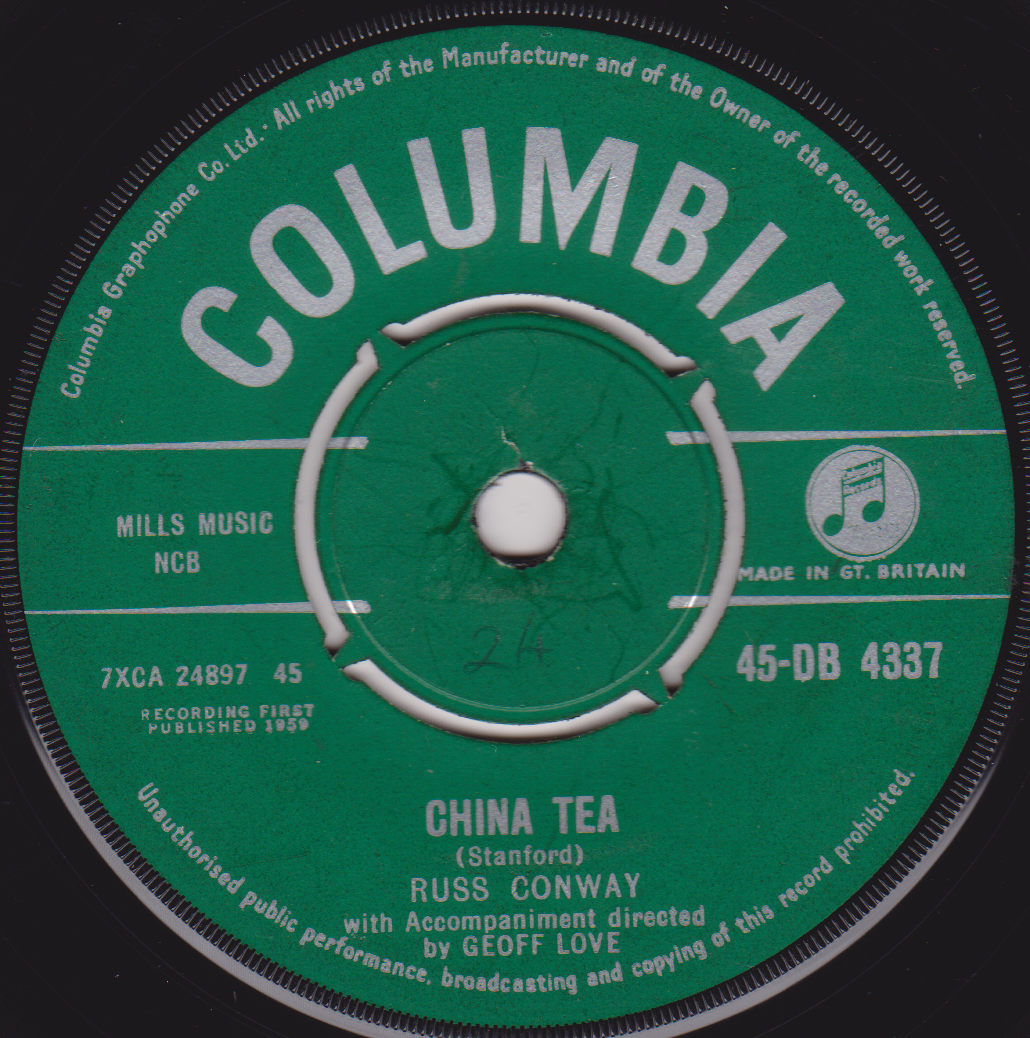 Columbia Graphophone Co. Ltd. · All rights of the Manufacturer and of the Owner of the recorded work reserved.
COLUMBIA
Columbia
Records
MILLS MUSIC
NCB
MADE IN GT. BRITAIN
7XCA 24897 45
45-DB 4337
RECORDING FIRST
PUBLISHED 1959
24
CHINA TEA
(Stanford)
RUSS CONWAY
with Accompaniment directed
by GEOFF LOVE
Unauthorised public performance, broadcasting and copying of this record prohibited.